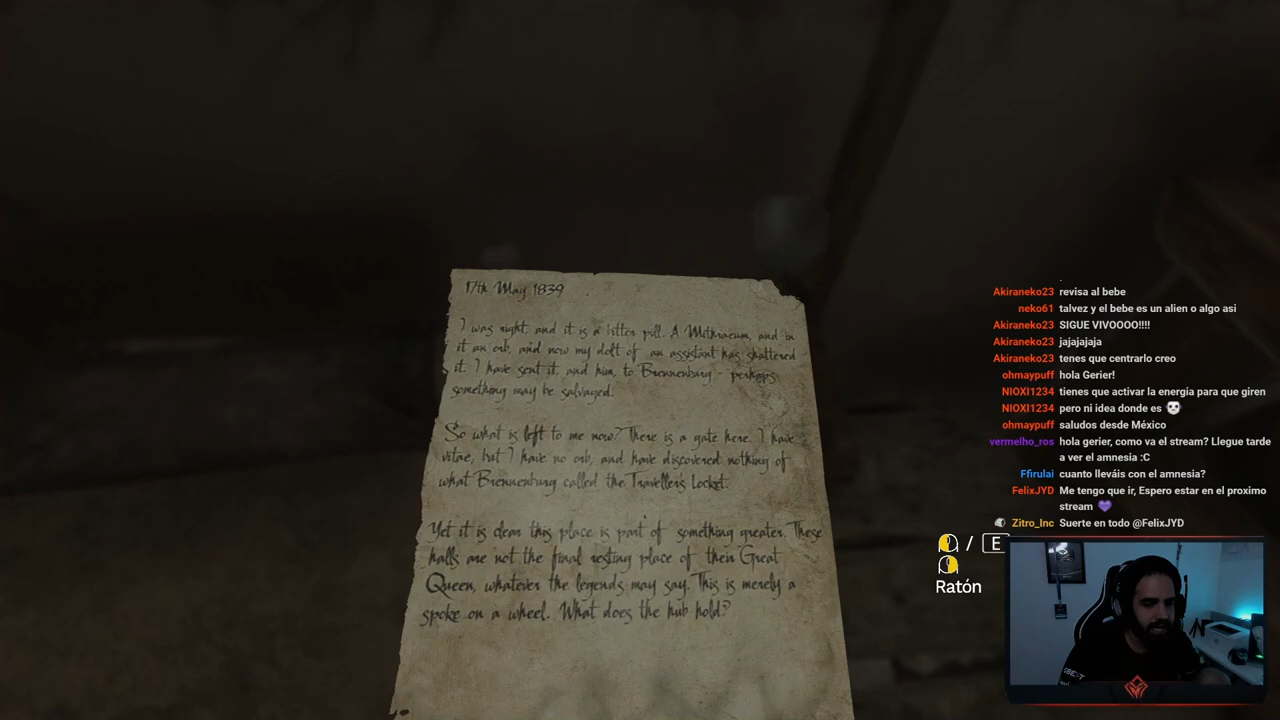 17th May 1839
I was right, and it is a bitter pill. A Mithraeum, and in
it an orb, and now my dolt of an assistant has shattered
it. I have sent it, and him, to Brennenburg - perhaps
something may be salvaged.
So what is left to me now? There is a gate here. I have
vitae, but I have no orb, and have discovered nothing of
what Brennenburg called the Traveller's Locket.
Yet it is clear this place is part of something greater. These
halls are not the final resting place of their Great
Queen, whatever the legends may say. This is merely a
spoke on a wheel. What does the hub hold?
Akiraneko23 revisa al bebe
neko61 talvez y el bebe es un alien o algo asi
Akiraneko23 SIGUE VIVOOOO!!!!
Akiraneko23 jajajajaja
Akiraneko23 tenes que centrarlo creo
ohmaypuff hola Gerier!
NIOXI1234 tienes que activar la energia para que giren
NIOXI1234 pero ni idea donde es 💀
ohmaypuff saludos desde México
vermelho_ros hola gerier, como va el stream? Llegue tarde
a ver el amnesia :C
Ffirulai cuanto lleváis con el amnesia?
FelixJYD Me tengo que ir, Espero estar en el proximo
stream 💜
Zitro_Inc Suerte en todo @FelixJYD
/ E
Ratón